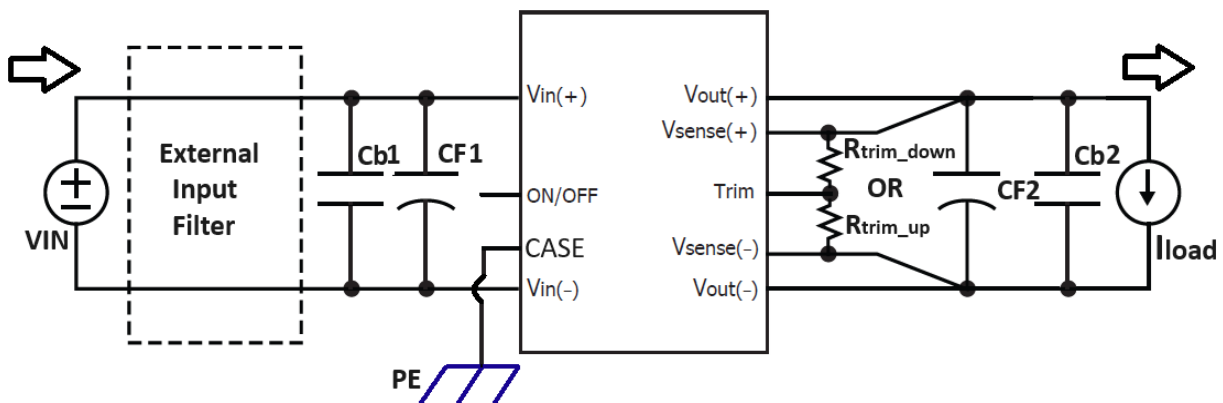 VIN
External
Input
Filter
Cb1
CF1
Vin(+)
ON/OFF
CASE
Vin(–)
PE
Vout(+)
Vsense(+)
Trim
Vsense(–)
Vout(–)
Rtrim_down
OR
Rtrim_up
CF2
Cb2
Iload